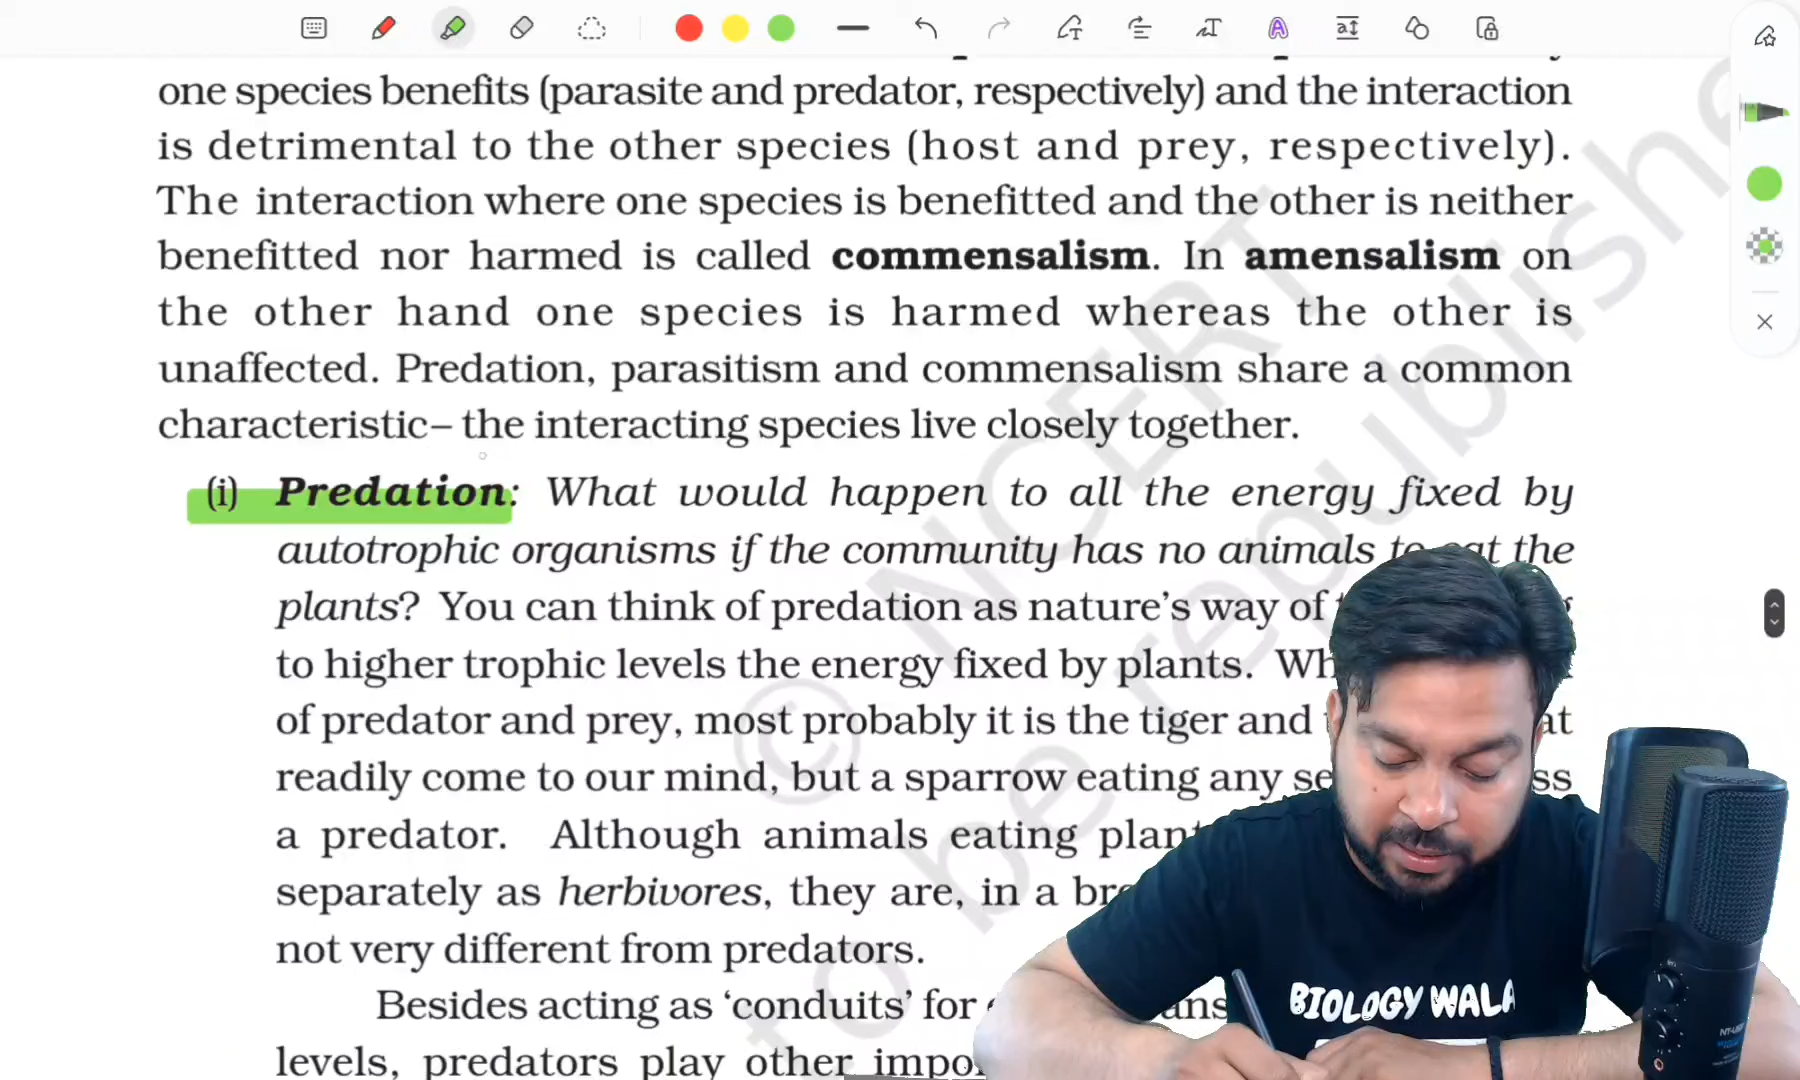 one species benefits (parasite and predator, respectively) and the interaction
is detrimental to the other species (host and prey, respectively).
The interaction where one species is benefitted and the other is neither
benefitted nor harmed is called commensalism. In amensalism on
the other hand one species is harmed whereas the other is
unaffected. Predation, parasitism and commensalism share a common
characteristic– the interacting species live closely together.
(i) Predation: What would happen to all the energy fixed by
autotrophic organisms if the community has no animals to eat the
plants? You can think of predation as nature's way of
to higher trophic levels the energy fixed by plants.
of predator and prey, most probably it is the tiger and
readily come to our mind, but a sparrow eating any
a predator. Although animals eating
separately as herbivores, they are, in a
not very different from predators.
Besides acting as 'conduits' for
levels, predators play other
© NCERT
to be republished
BIOLOGY WALA